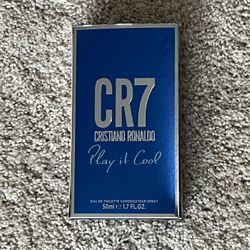 CR7
CRISTIANO RONALDO
Play it Cool
EAU DE TOILETTE VAPORISATEUR SPRAY
50ml ℮ 1.7 FL.OZ.